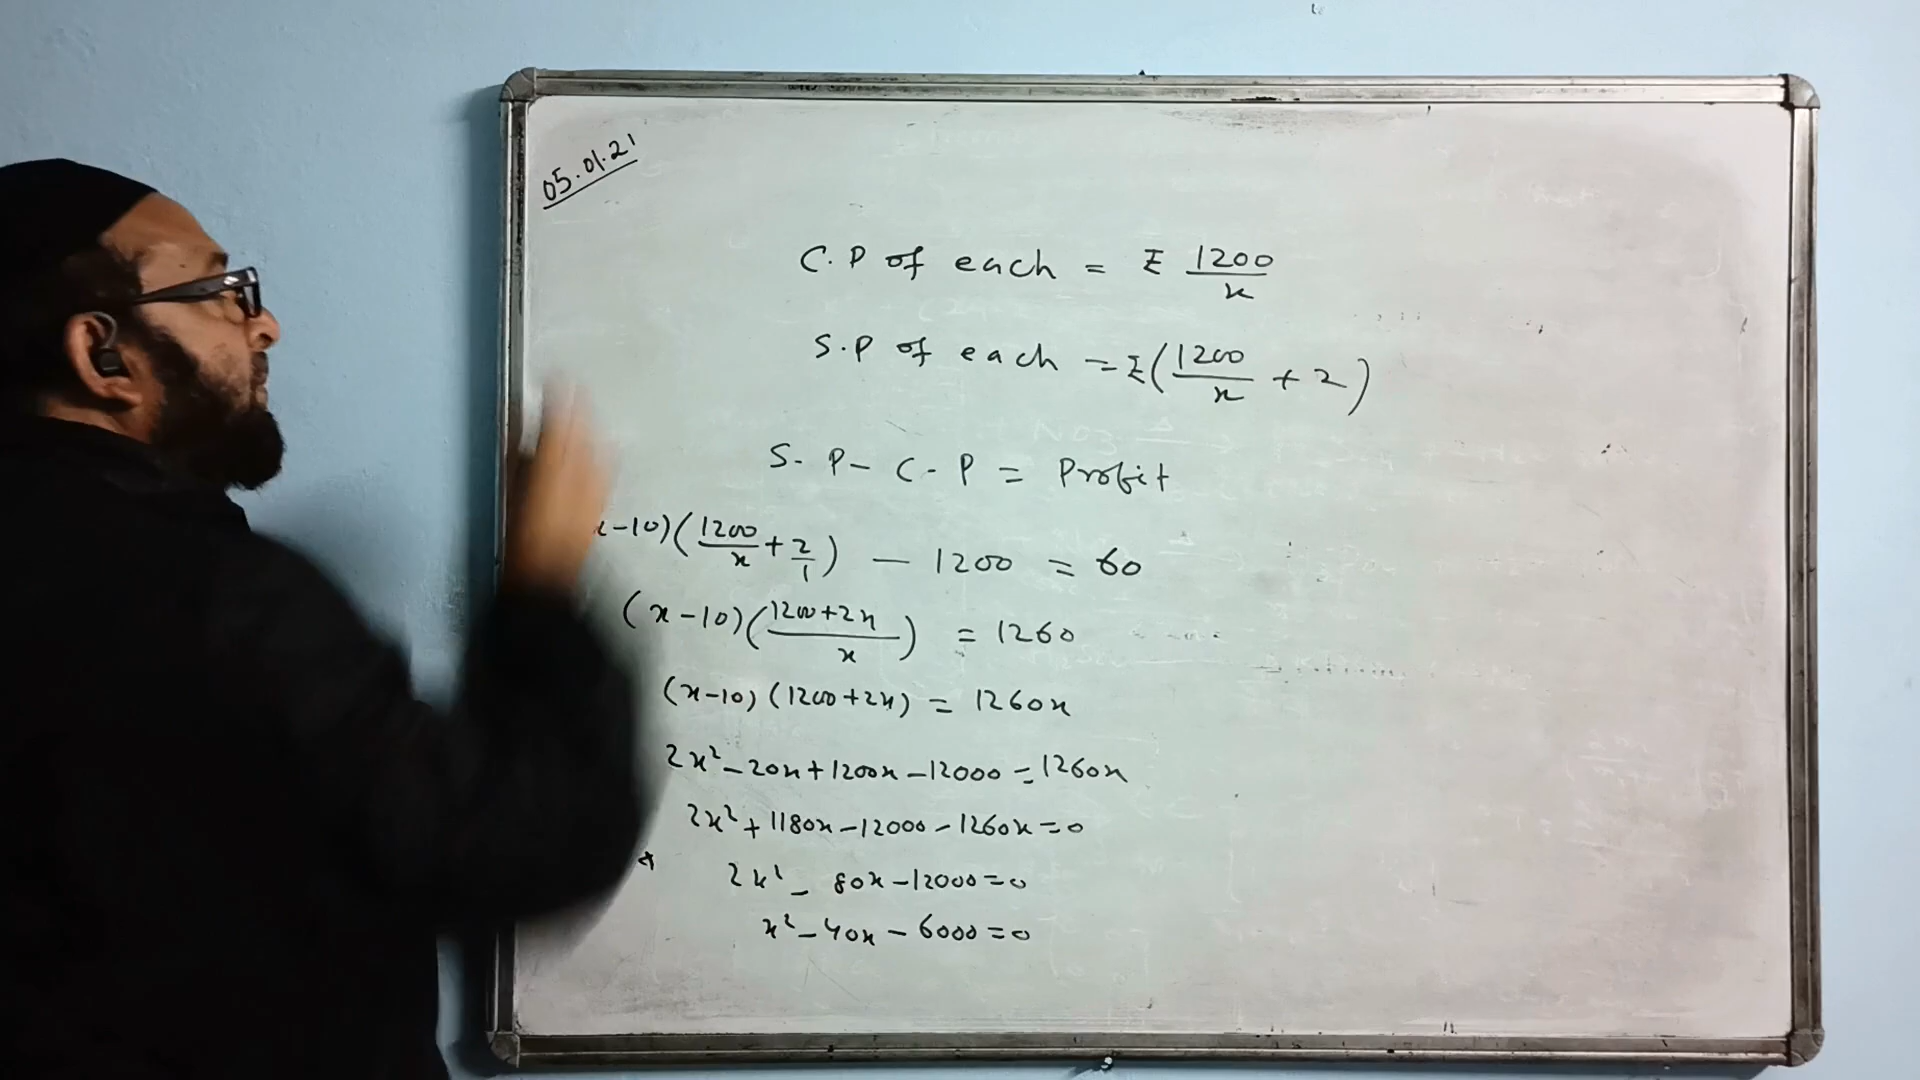 05.01.21
C.P of each = ₹ 1200/x
S.P of each = ₹(1200/x + 2)
S.P - C.P = Profit
x-10)(1200/x + 2/1) - 1200 = 60
(x-10)(1200+2x/x) = 1260
(x-10)(1200+2x) = 1260x
2x²-20x+1200x-12000=1260x
2x²+1180x-12000-1260x=0
2x²-80x-12000=0
x²-40x-6000=0